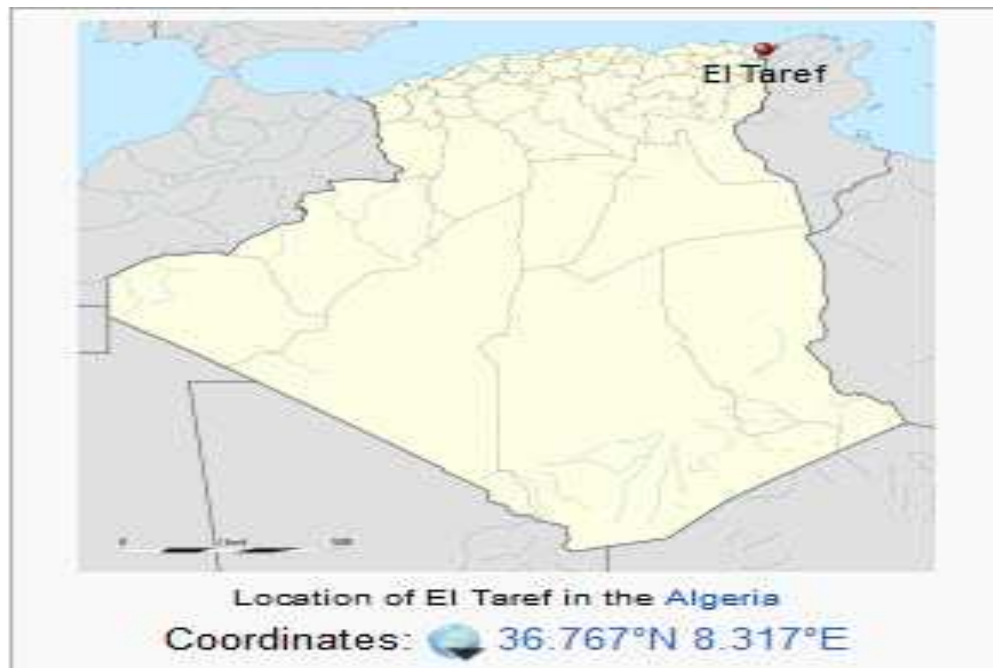 El Taref
Location of El Taref in the Algeria
Coordinates: 36.767°N 8.317°E